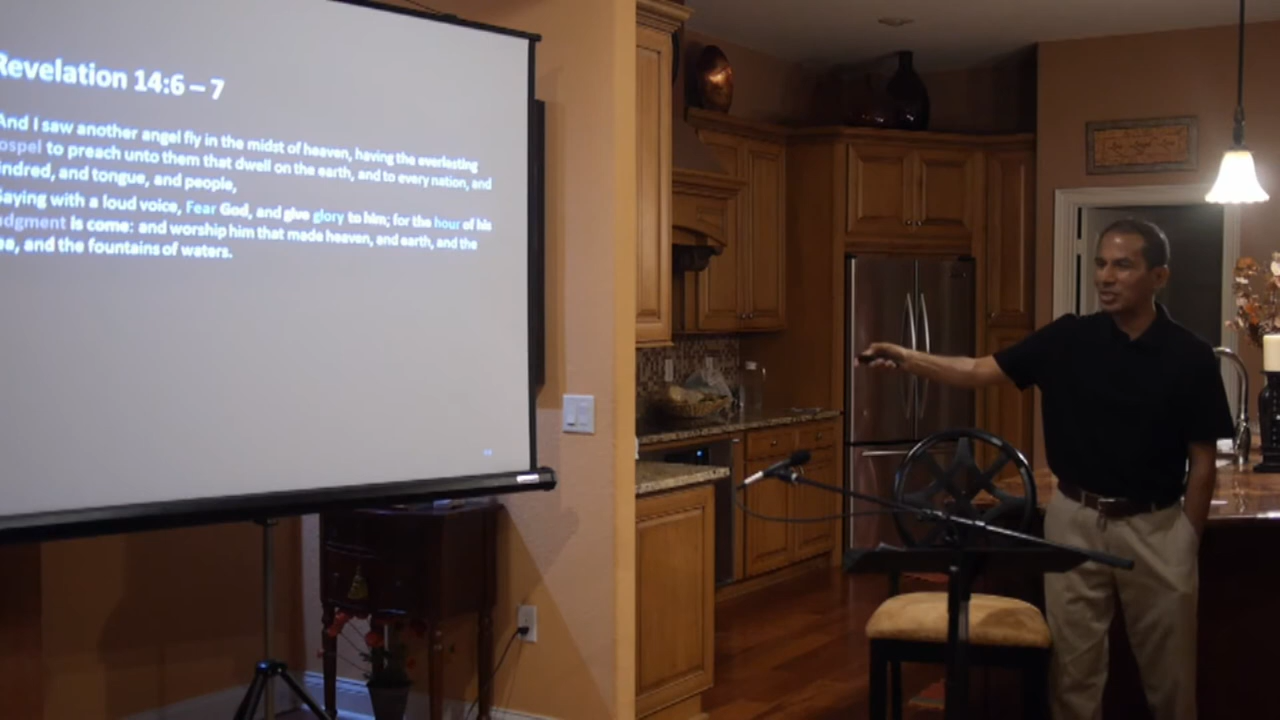 Revelation 14:6 – 7
And I saw another angel fly in the midst of heaven, having the everlasting
ospel to preach unto them that dwell on the earth, and to every nation, and
indred, and tongue, and people,
Saying with a loud voice, Fear God, and give glory to him; for the hour of his
udgment is come: and worship him that made heaven, and earth, and the
ea, and the fountains of waters.